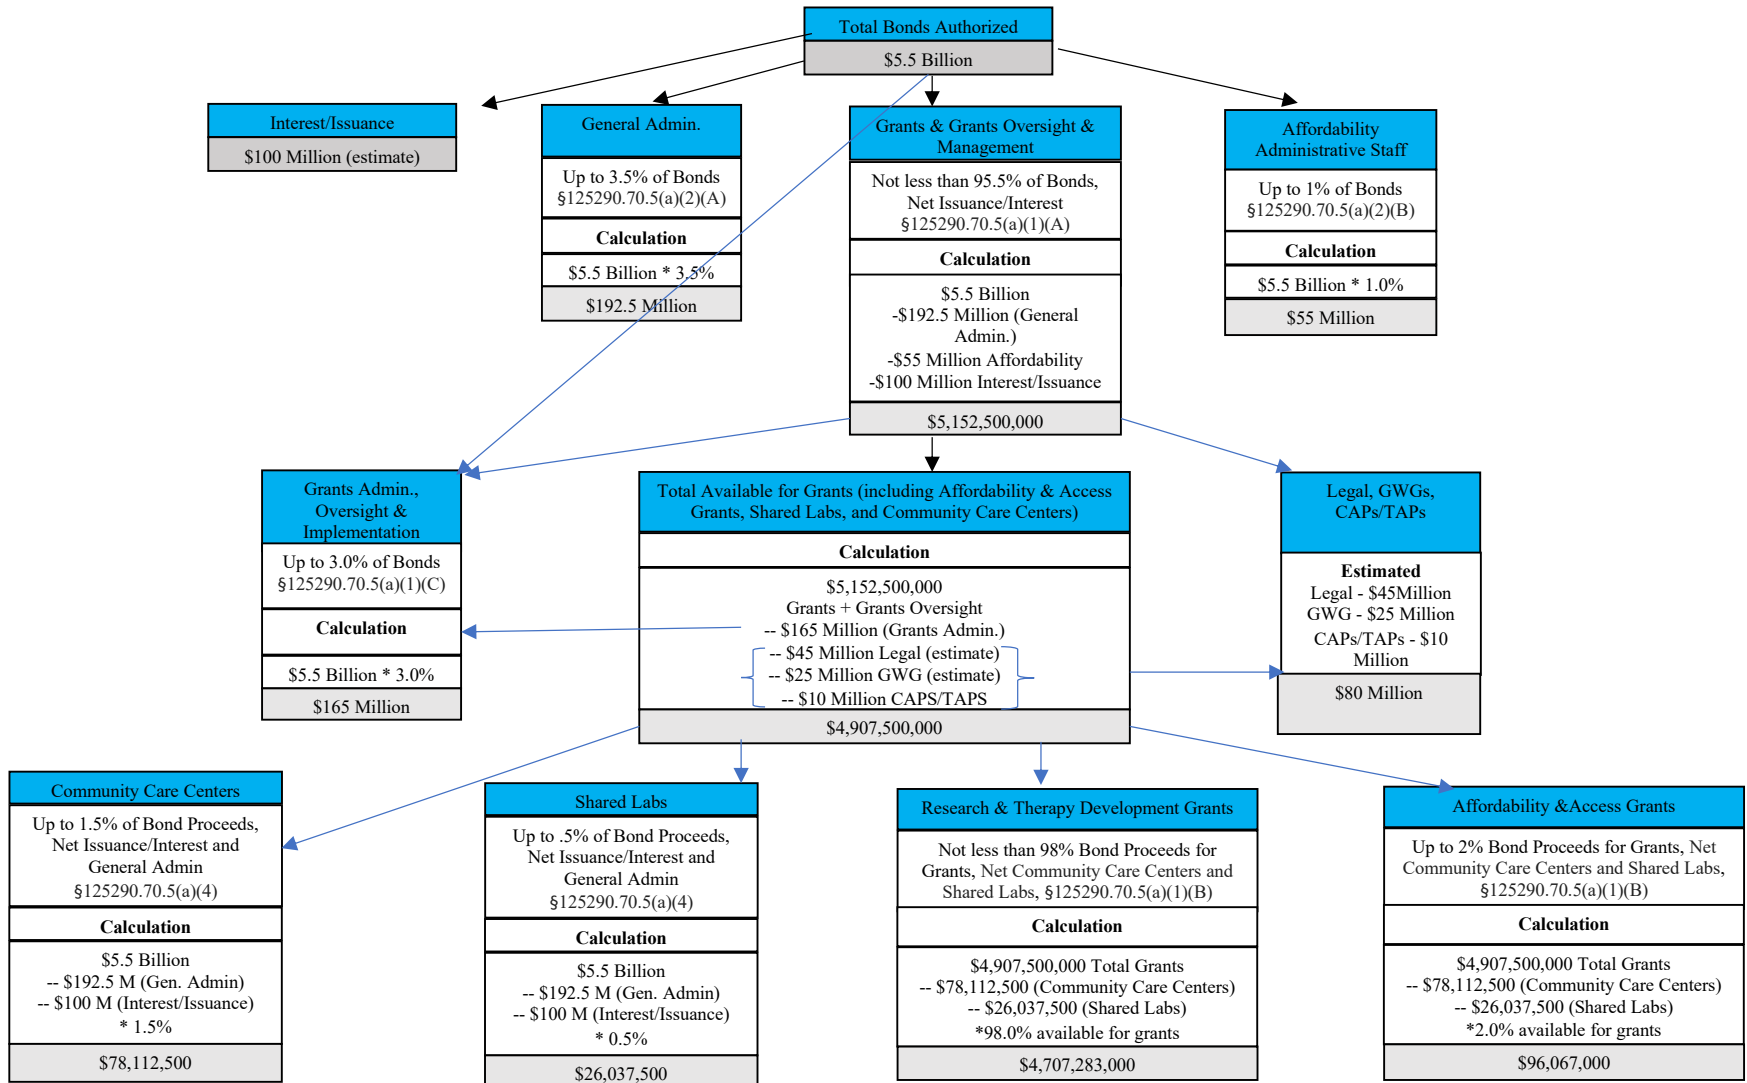 Total Bonds Authorized
$5.5 Billion
Interest/Issuance
$100 Million (estimate)
General Admin.
Up to 3.5% of Bonds
§125290.70.5(a)(2)(A)
Calculation
$5.5 Billion * 3.5%
$192.5 Million
Grants & Grants Oversight &
Management
Not less than 95.5% of Bonds,
Net Issuance/Interest
§125290.70.5(a)(1)(A)
Calculation
$5.5 Billion
-$192.5 Million (General
Admin.)
-$55 Million Affordability
-$100 Million Interest/Issuance
$5,152,500,000
Affordability
Administrative Staff
Up to 1% of Bonds
§125290.70.5(a)(2)(B)
Calculation
$5.5 Billion * 1.0%
$55 Million
Grants Admin.,
Oversight &
Implementation
Up to 3.0% of Bonds
§125290.70.5(a)(1)(C)
Calculation
$5.5 Billion * 3.0%
$165 Million
Total Available for Grants (including Affordability & Access
Grants, Shared Labs, and Community Care Centers)
Calculation
$5,152,500,000
Grants + Grants Oversight
-- $165 Million (Grants Admin.)
-- $45 Million Legal (estimate)
-- $25 Million GWG (estimate)
-- $10 Million CAPS/TAPS
$4,907,500,000
Legal, GWGs,
CAPs/TAPs
Estimated
Legal - $45Million
GWG - $25 Million
CAPs/TAPs - $10
Million
$80 Million
Community Care Centers
Up to 1.5% of Bond Proceeds,
Net Issuance/Interest and
General Admin
§125290.70.5(a)(4)
Calculation
$5.5 Billion
-- $192.5 M (Gen. Admin)
-- $100 M (Interest/Issuance)
* 1.5%
$78,112,500
Shared Labs
Up to .5% of Bond Proceeds,
Net Issuance/Interest and
General Admin
§125290.70.5(a)(4)
Calculation
$5.5 Billion
-- $192.5 M (Gen. Admin)
-- $100 M (Interest/Issuance)
* 0.5%
$26,037,500
Research & Therapy Development Grants
Not less than 98% Bond Proceeds for
Grants, Net Community Care Centers and
Shared Labs, §125290.70.5(a)(1)(B)
Calculation
$4,907,500,000 Total Grants
-- $78,112,500 (Community Care Centers)
-- $26,037,500 (Shared Labs)
*98.0% available for grants
$4,707,283,000
Affordability &Access Grants
Up to 2% Bond Proceeds for Grants, Net
Community Care Centers and Shared Labs,
§125290.70.5(a)(1)(B)
Calculation
$4,907,500,000 Total Grants
-- $78,112,500 (Community Care Centers)
-- $26,037,500 (Shared Labs)
*2.0% available for grants
$96,067,000